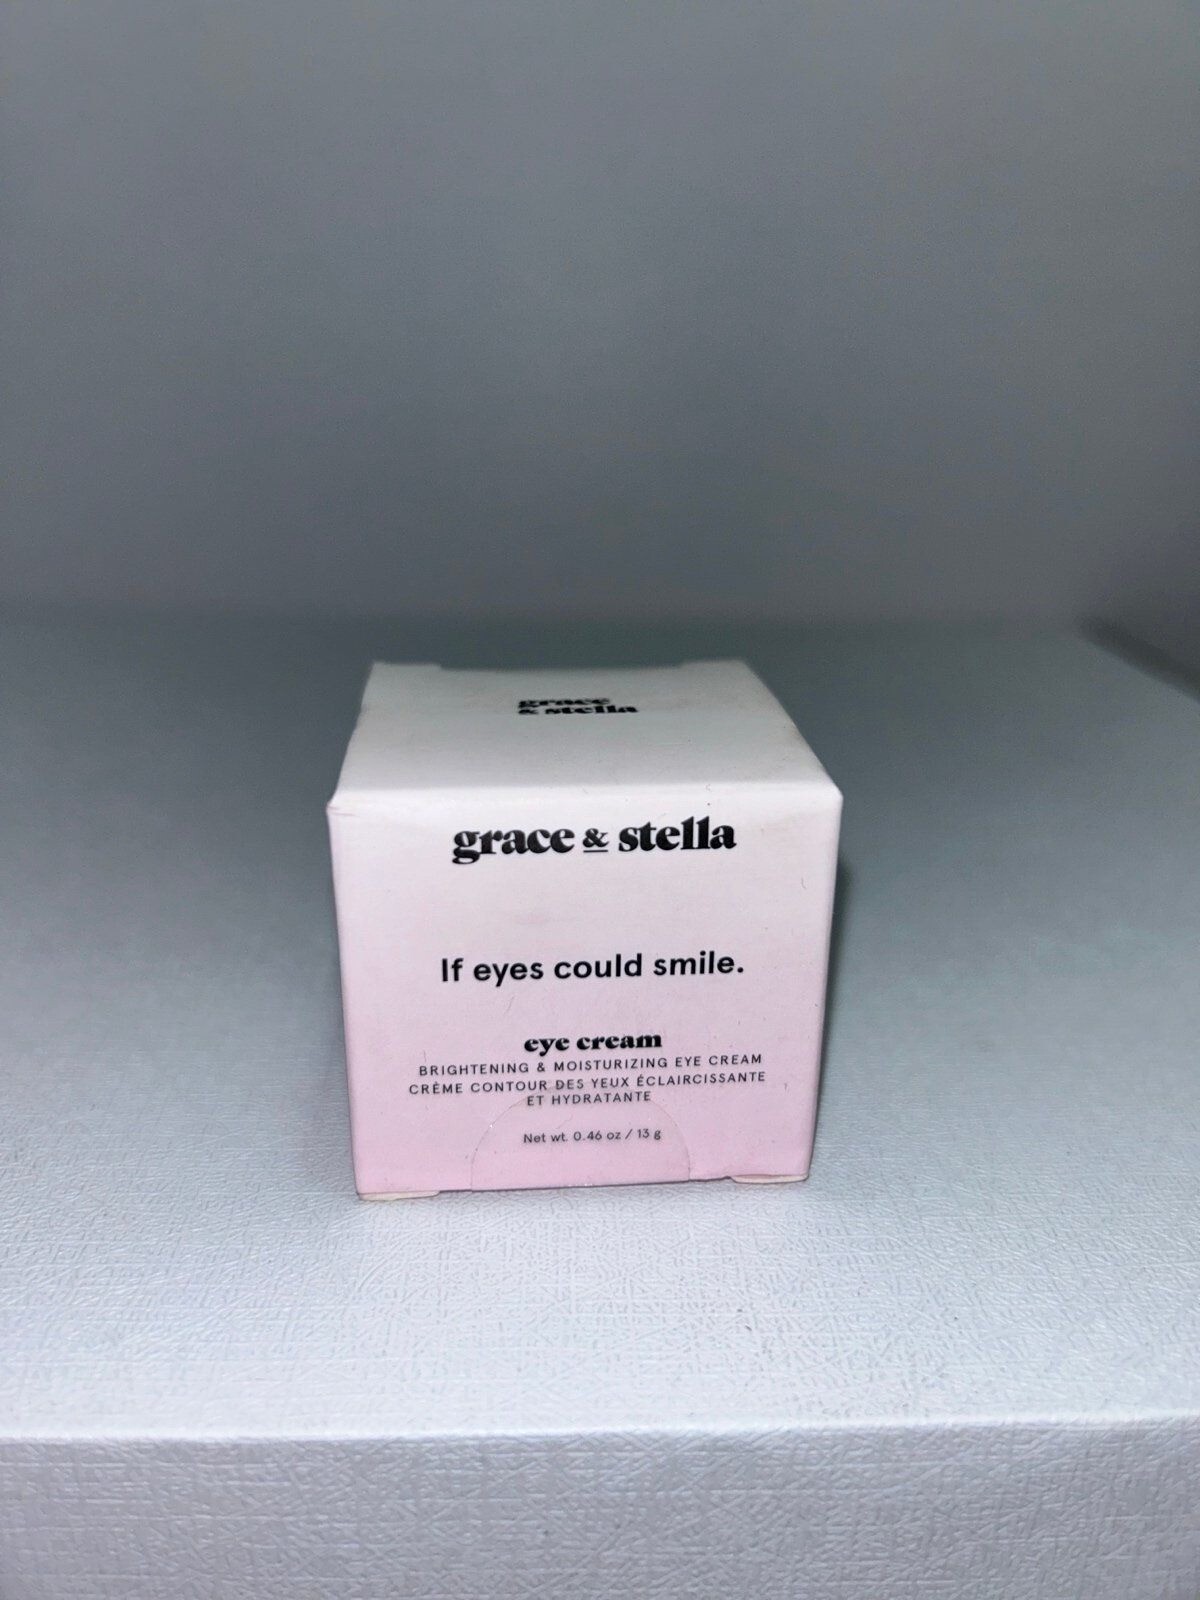 grace
& stella
grace & stella
If eyes could smile.
eye cream
BRIGHTENING & MOISTURIZING EYE CREAM
CRÈME CONTOUR DES YEUX ÉCLAIRCISSANTE
ET HYDRATANTE
Net wt. 0.46 oz / 13 g